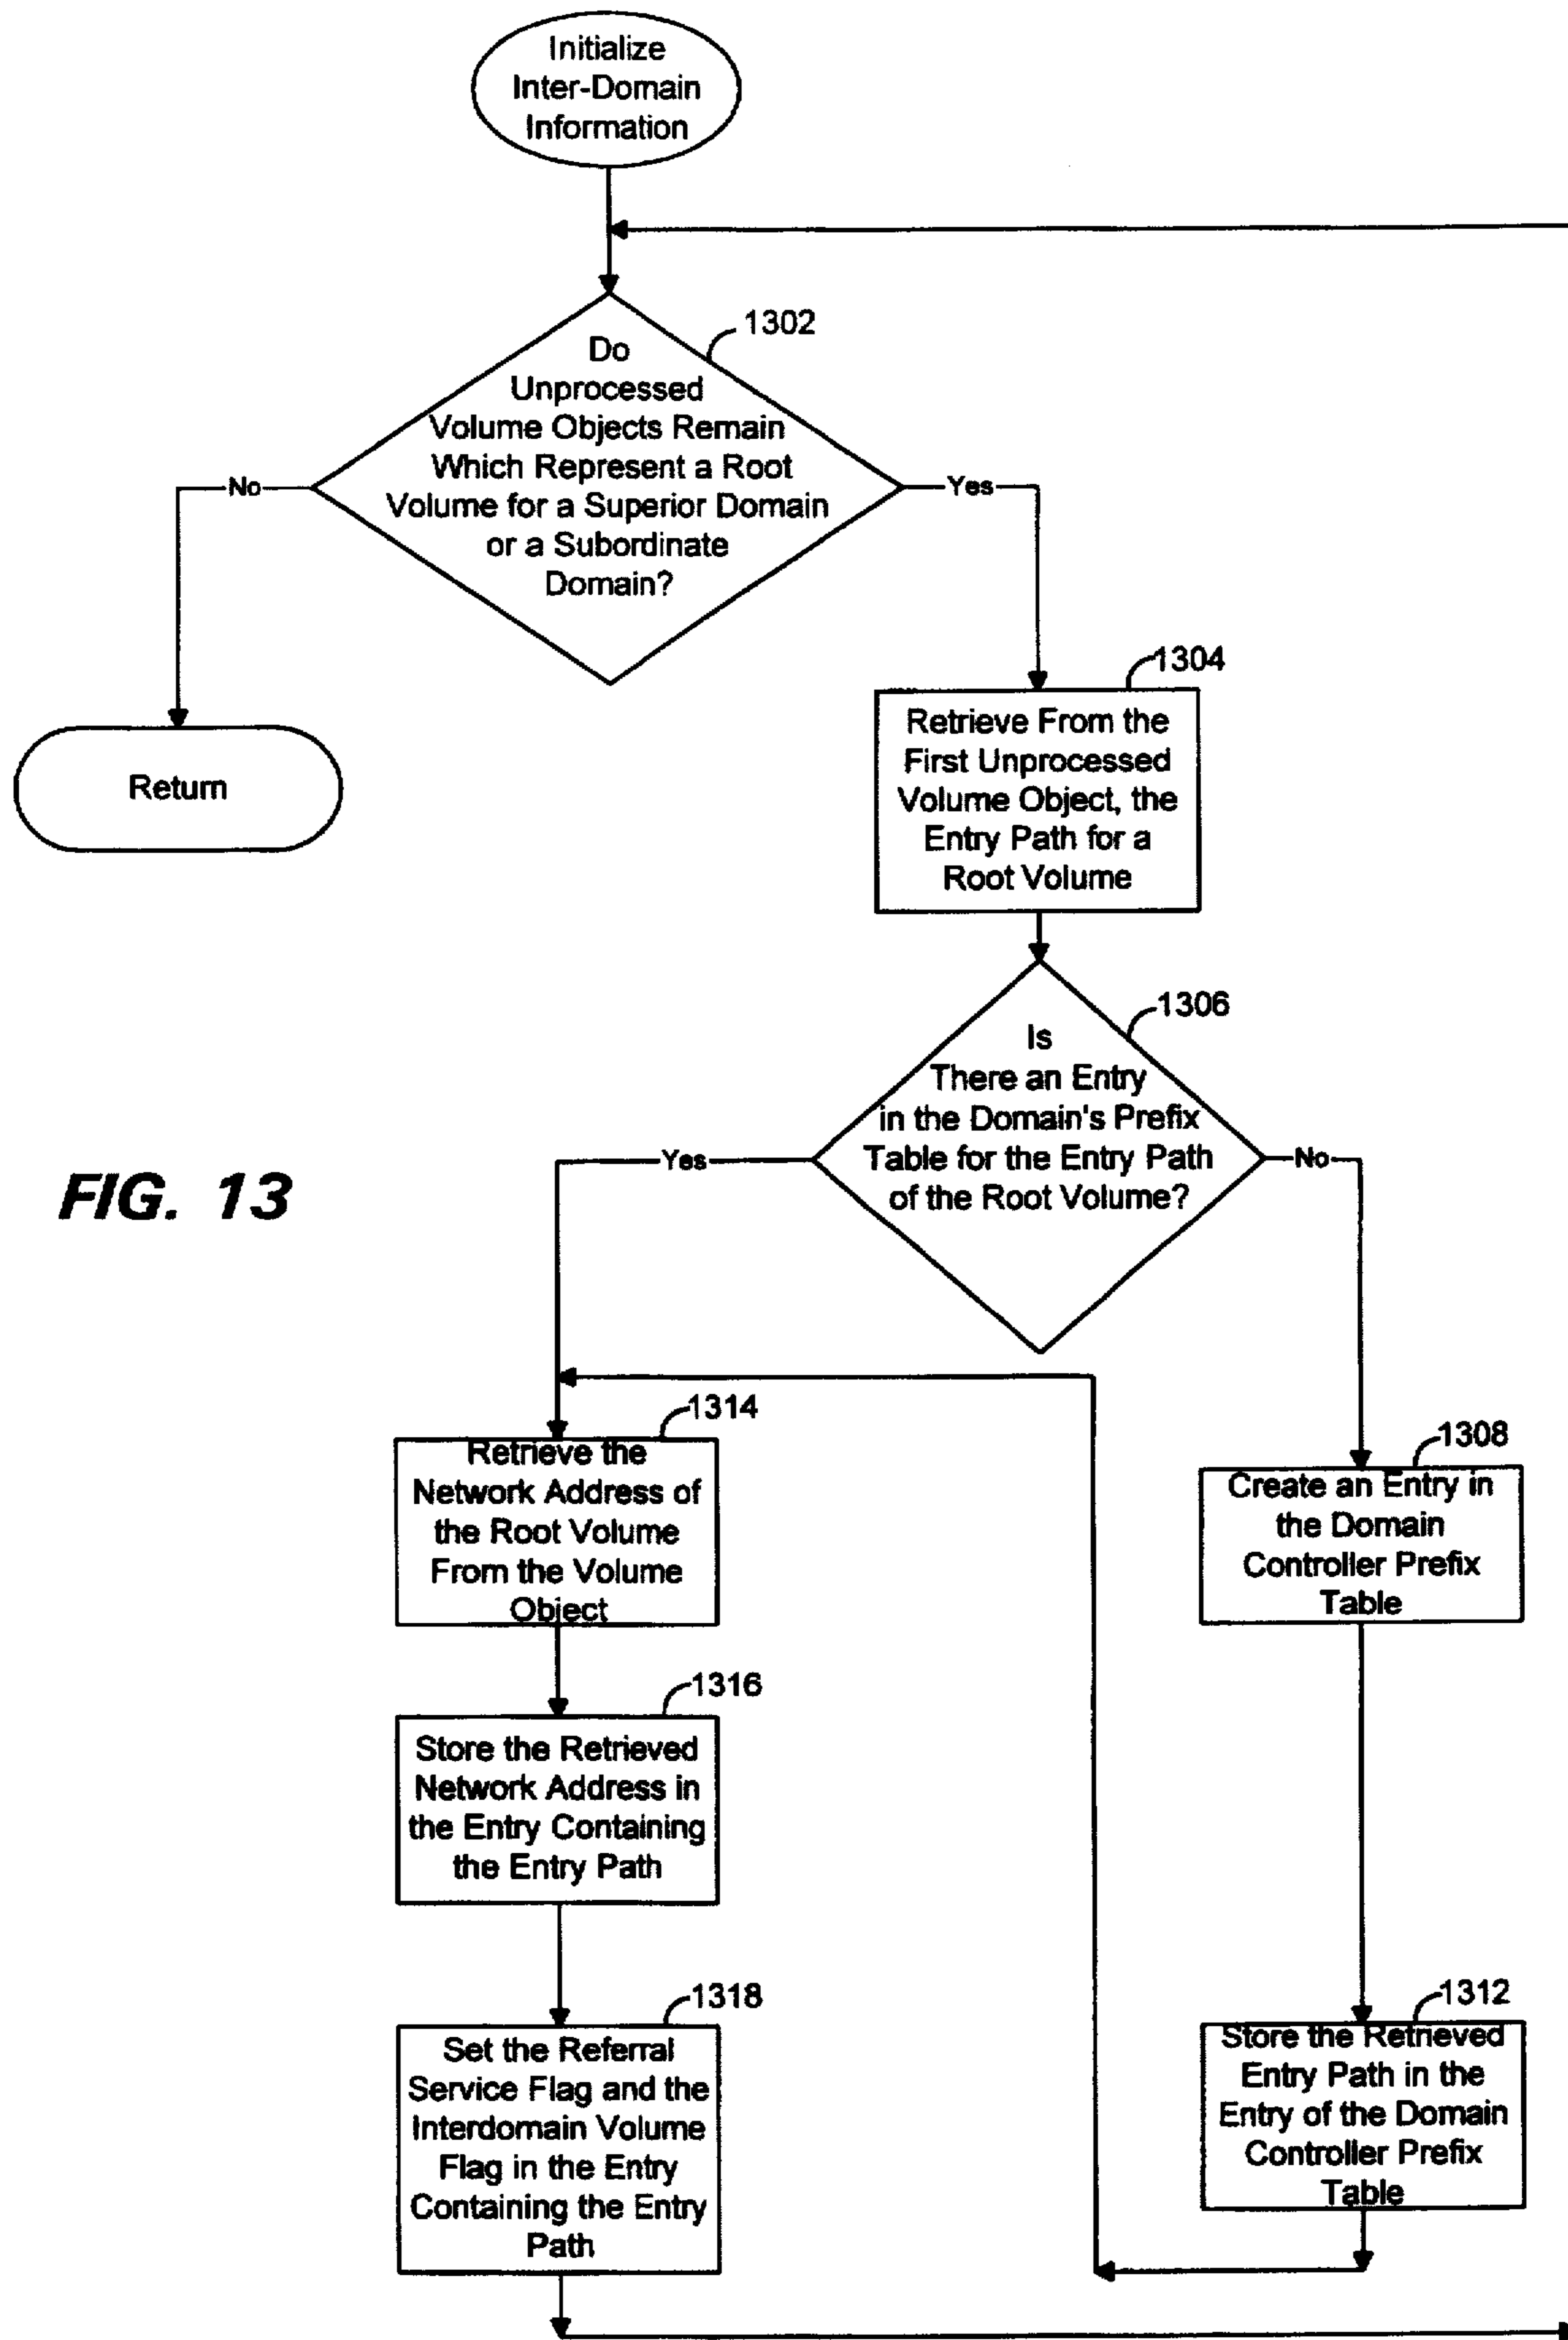 Initialize
Inter-Domain
Information
1302
Do
Unprocessed
Volume Objects Remain
Which Represent a Root
Volume for a Superior Domain
or a Subordinate
Domain?
No
Yes
Return
1304
Retrieve From the
First Unprocessed
Volume Object, the
Entry Path for a
Root Volume
1306
Is
There an Entry
in the Domain's Prefix
Table for the Entry Path
of the Root Volume?
Yes
No
FIG. 13
1314
Retrieve the
Network Address of
the Root Volume
From the Volume
Object
1308
Create an Entry in
the Domain
Controller Prefix
Table
1316
Store the Retrieved
Network Address in
the Entry Containing
the Entry Path
1318
Set the Referral
Service Flag and the
Interdomain Volume
Flag in the Entry
Containing the Entry
Path
1312
Store the Retrieved
Entry Path in the
Entry of the Domain
Controller Prefix
Table